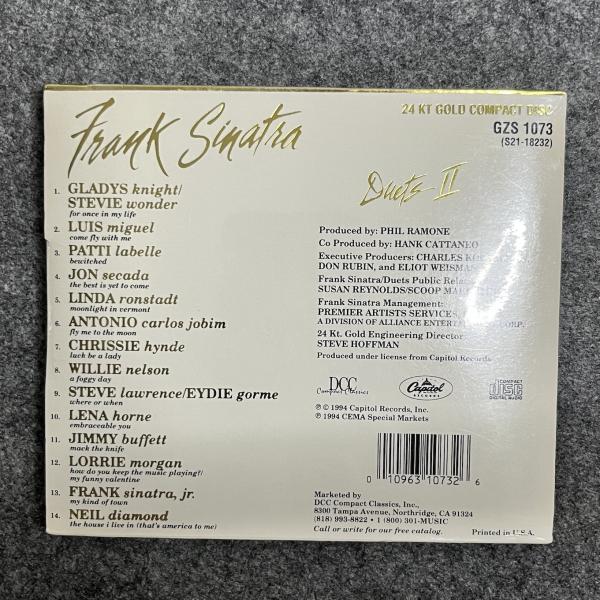 Frank Sinatra
24 KT GOLD COMPACT DISC
GZS 1073
(S21-18232)
Duets II
1. GLADYS knight/
STEVIE wonder
for once in my life
2. LUIS miguel
come fly with me
3. PATTI labelle
bewitched
4. JON secada
the best is yet to come
5. LINDA ronstadt
moonlight in vermont
6. ANTONIO carlos jobim
fly me to the moon
7. CHRISSIE hynde
luck be a lady
8. WILLIE nelson
a foggy day
9. STEVE lawrence/EYDIE gorme
where or when
10. LENA horne
embraceable you
11. JIMMY buffett
mack the knife
12. LORRIE morgan
how do you keep the music playing?/
my funny valentine
13. FRANK sinatra, jr.
my kind of town
14. NEIL diamond
the house i live in (that's america to me)
Produced by: PHIL RAMONE
Co Produced by: HANK CATTANEO
Executive Producers: CHARLES
DON RUBIN, and ELIOT WEISMAN
Frank Sinatra/Duets Public
SUSAN REYNOLDS/SCOOP
Frank Sinatra Management:
PREMIER ARTISTS SERVICES,
A DIVISION OF ALLIANCE CORP.
24 Kt. Gold Engineering Director
STEVE HOFFMAN
Produced under license from Capitol Records
DCC
Compact Classics
Capitol
RECORDS
COMPACT
disc
DIGITAL AUDIO
℗ © 1994 Capitol Records, Inc.
℗ 1994 CEMA Special Markets
0 10963 10732 6
Marketed by
DCC Compact Classics, Inc.,
8300 Tampa Avenue, Northridge, CA 91324
(818) 993-8822 • 1 (800) 301-MUSIC
Call or write for our free catalog.
Printed in U.S.A.